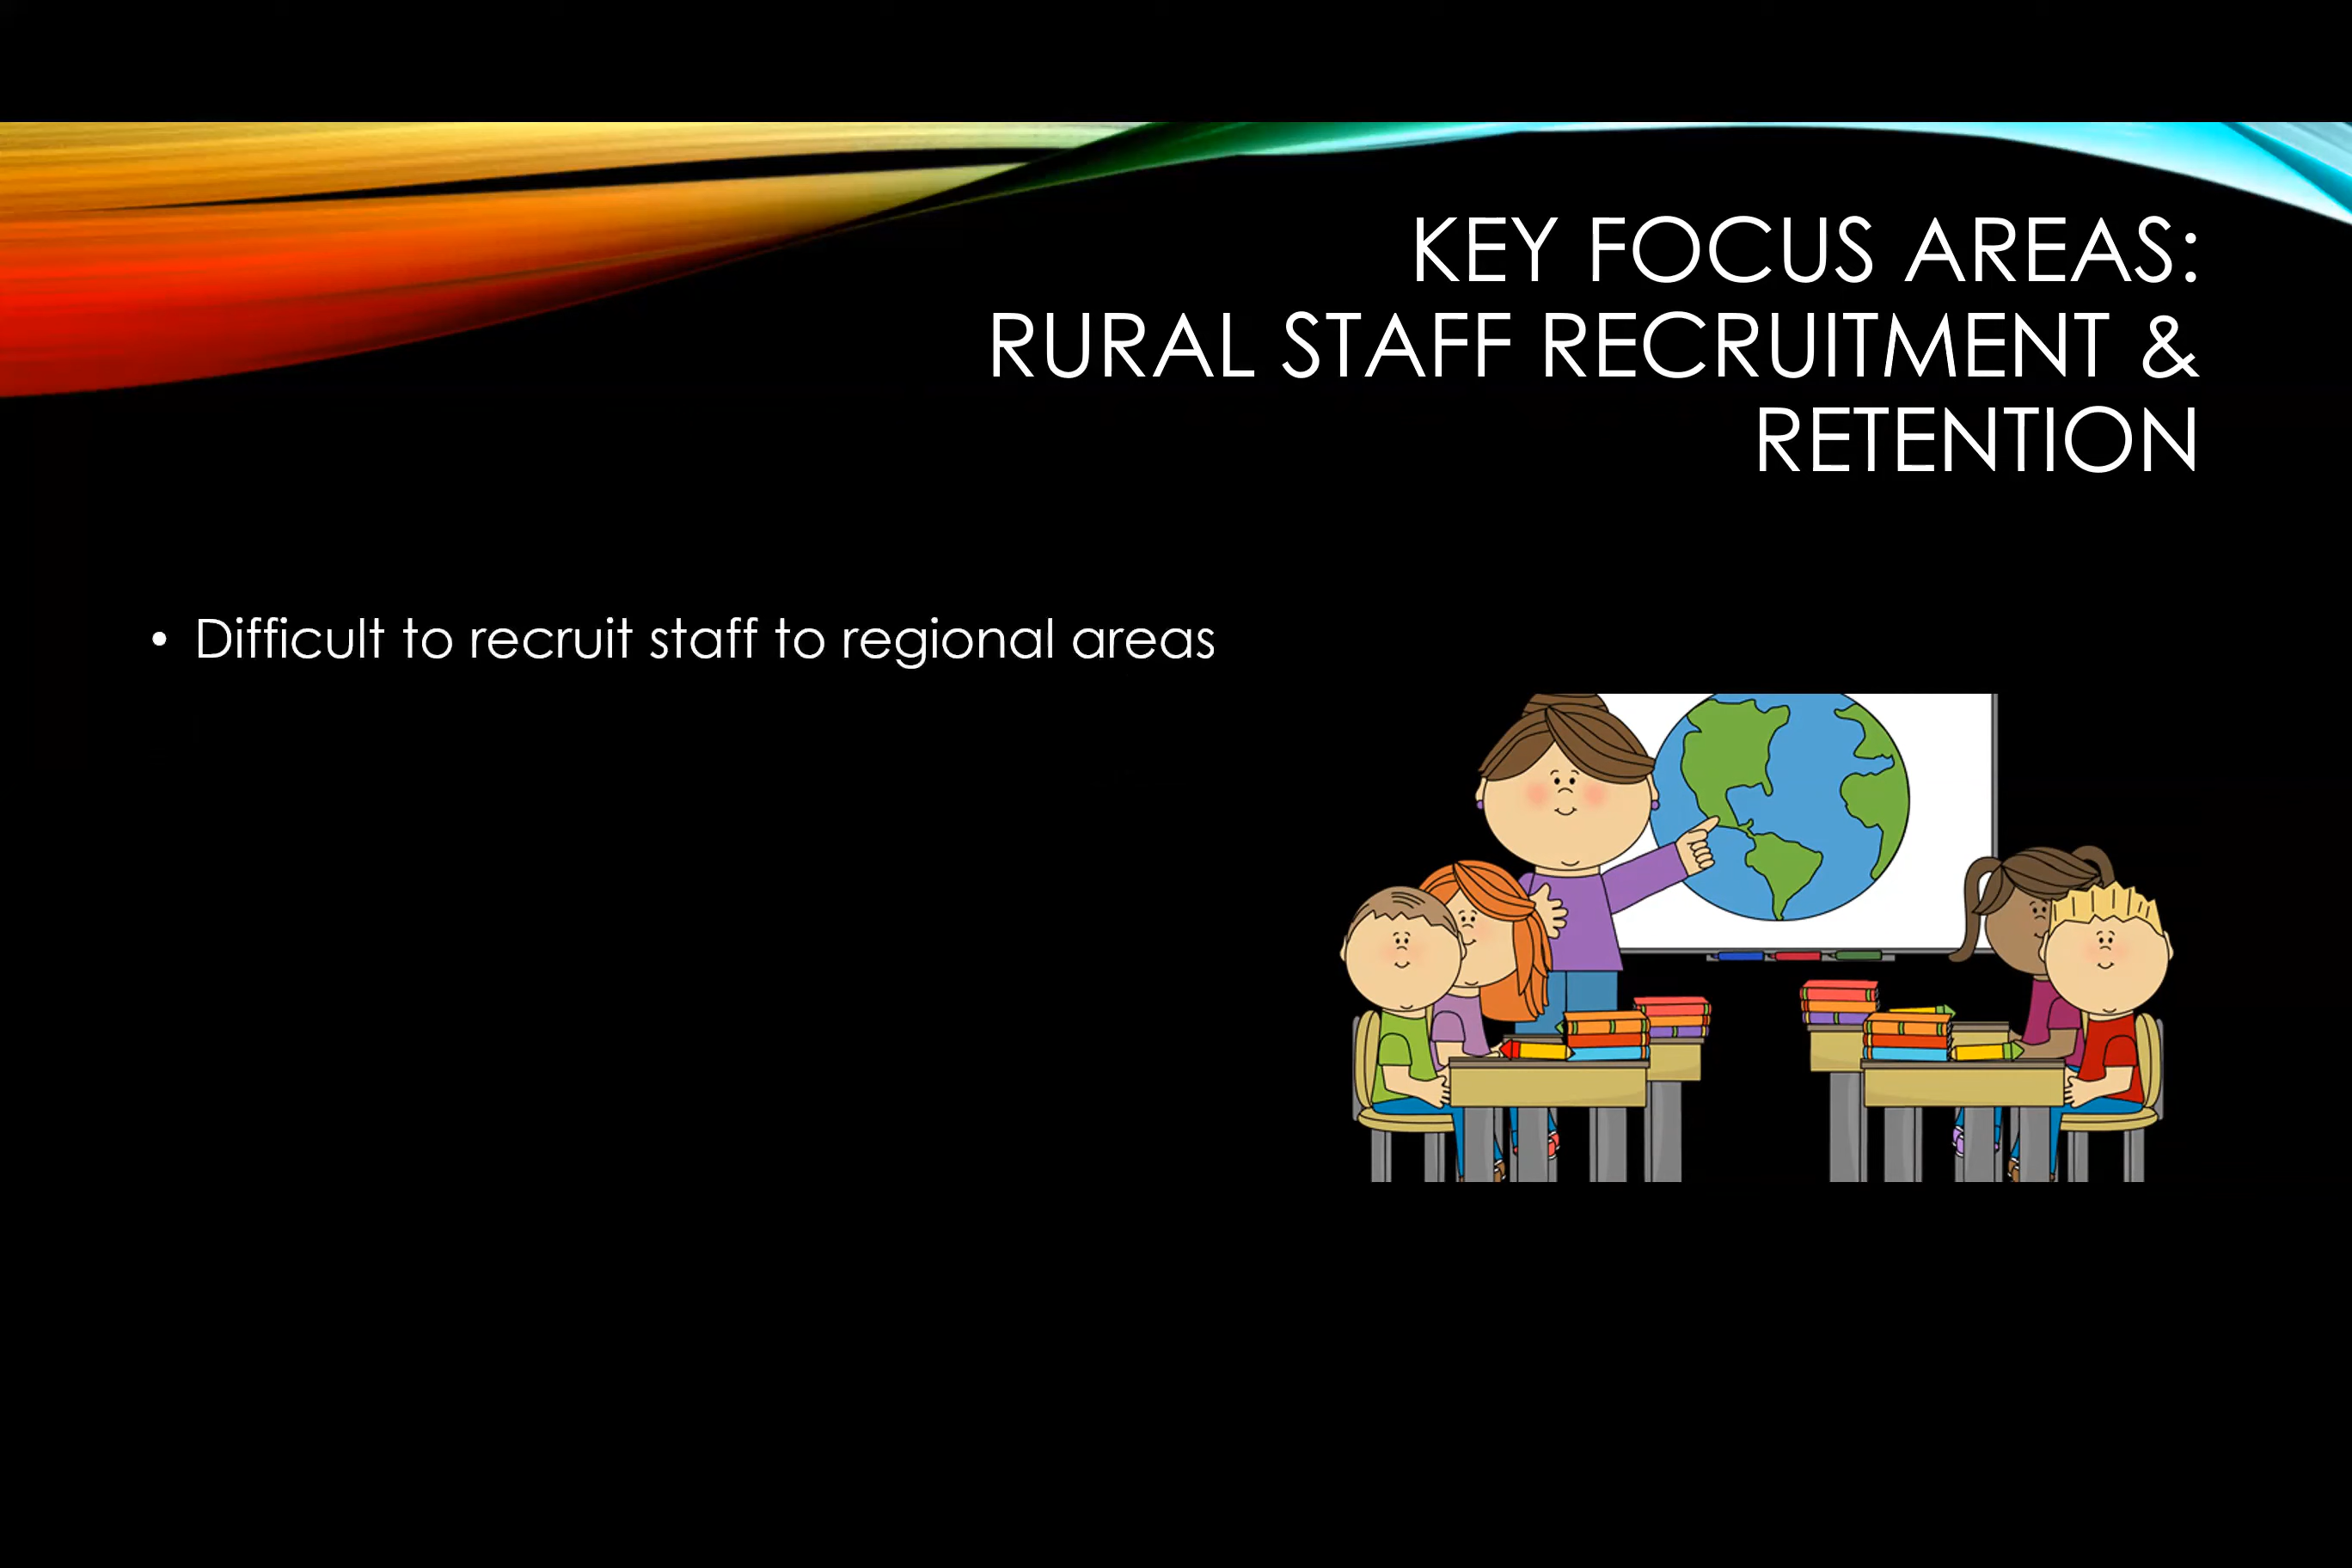 KEY FOCUS AREAS:
RURAL STAFF RECRUITMENT &
RETENTION
• Difficult to recruit staff to regional areas